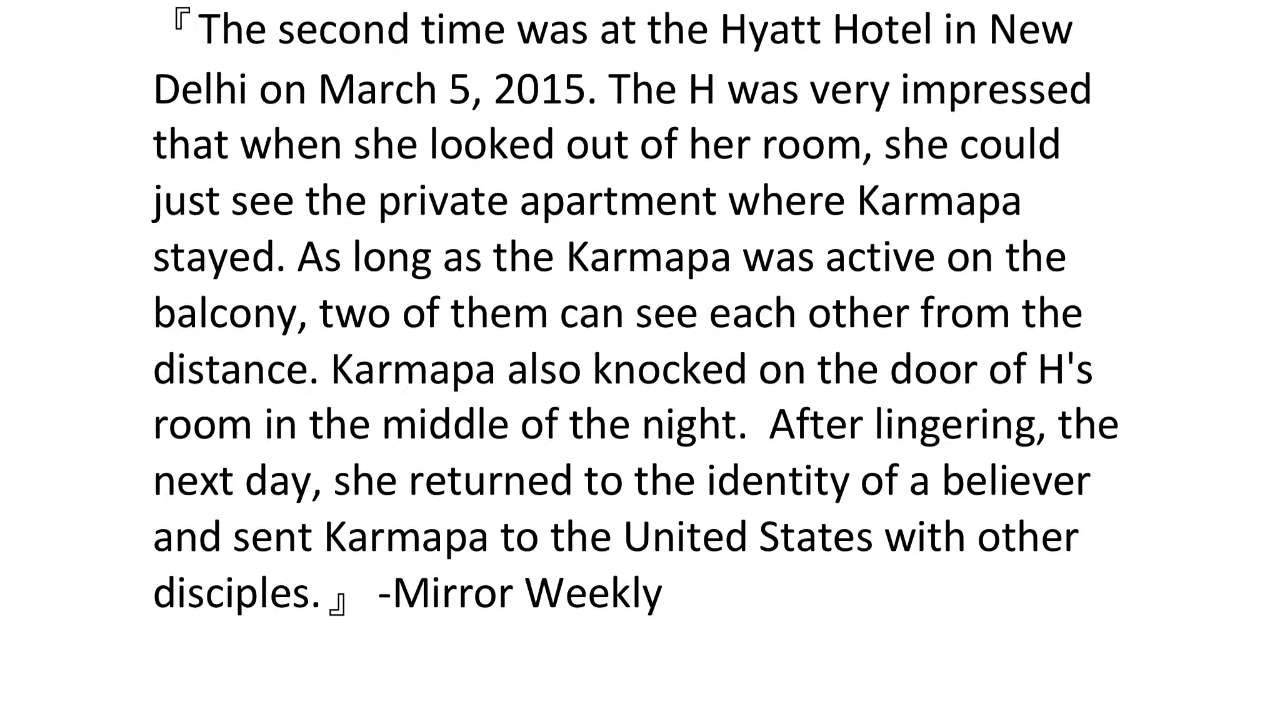 『The second time was at the Hyatt Hotel in New
Delhi on March 5, 2015. The H was very impressed
that when she looked out of her room, she could
just see the private apartment where Karmapa
stayed. As long as the Karmapa was active on the
balcony, two of them can see each other from the
distance. Karmapa also knocked on the door of H's
room in the middle of the night.  After lingering, the
next day, she returned to the identity of a believer
and sent Karmapa to the United States with other
disciples.』 -Mirror Weekly